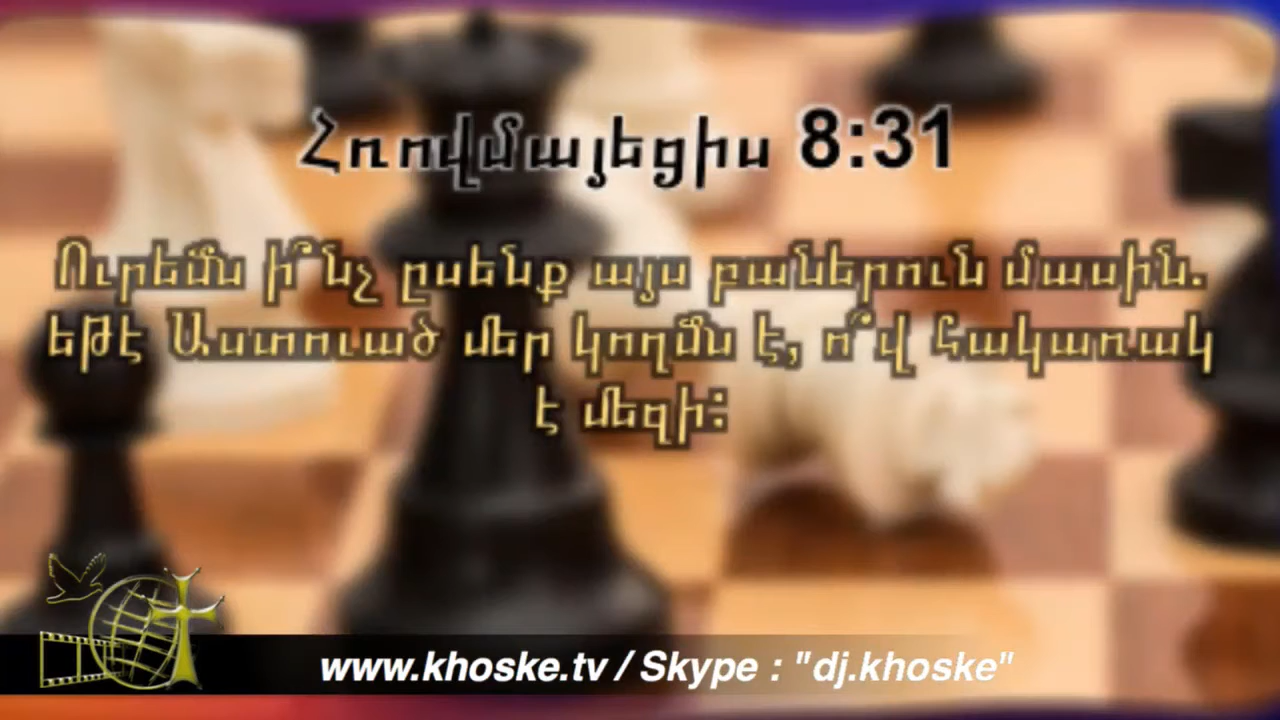 Հռովմայեցիս 8:31
Ուրեմն ի՞նչ ըսենք այս բաներուն մասին.
եթէ Աստուած մեր կողմն է, ո՞վ հակառակ
է մեզի:
www.khoske.tv / Skype : "dj.khoske"